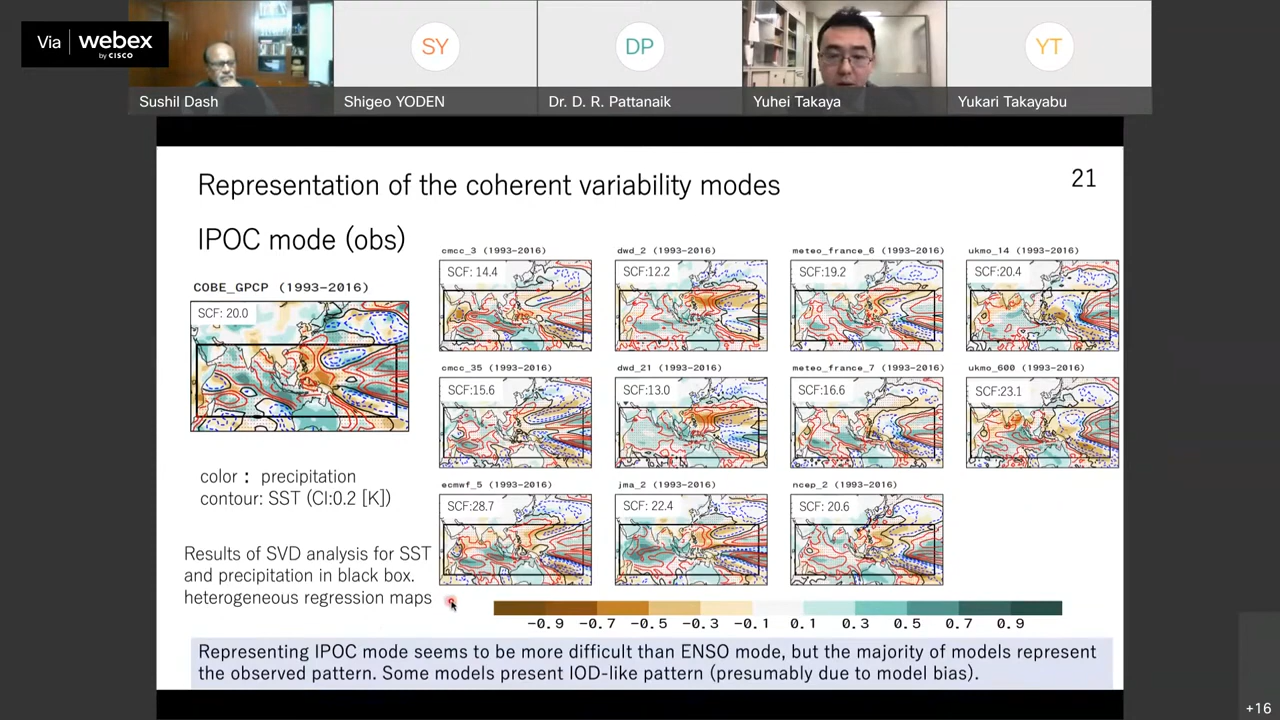 Via webex
by CISCO
SY
DP
YT
Sushil Dash
Shigeo YODEN
Dr. D. R. Pattanaik
Yuhei Takaya
Yukari Takayabu
Representation of the coherent variability modes
21
IPOC mode (obs)
COBE_GPCP (1993-2016)
SCF: 20.0
cmcc_3 (1993-2016)
SCF: 14.4
dwd_2 (1993-2016)
SCF:12.2
meteo_france_6 (1993-2016)
SCF:19.2
ukmo_14 (1993-2016)
SCF:20.4
cmcc_35 (1993-2016)
SCF:15.6
dwd_21 (1993-2016)
SCF:13.0
meteo_france_7 (1993-2016)
SCF:16.6
ukmo_600 (1993-2016)
SCF:23.1
ecmwf_5 (1993-2016)
SCF:28.7
jma_2 (1993-2016)
SCF: 22.4
ncep_2 (1993-2016)
SCF: 20.6
color : precipitation
contour: SST (CI:0.2 [K])
Results of SVD analysis for SST
and precipitation in black box.
heterogeneous regression maps
-0.9 -0.7 -0.5 -0.3 -0.1 0.1 0.3 0.5 0.7 0.9
Representing IPOC mode seems to be more difficult than ENSO mode, but the majority of models represent
the observed pattern. Some models present IOD-like pattern (presumably due to model bias).
+16